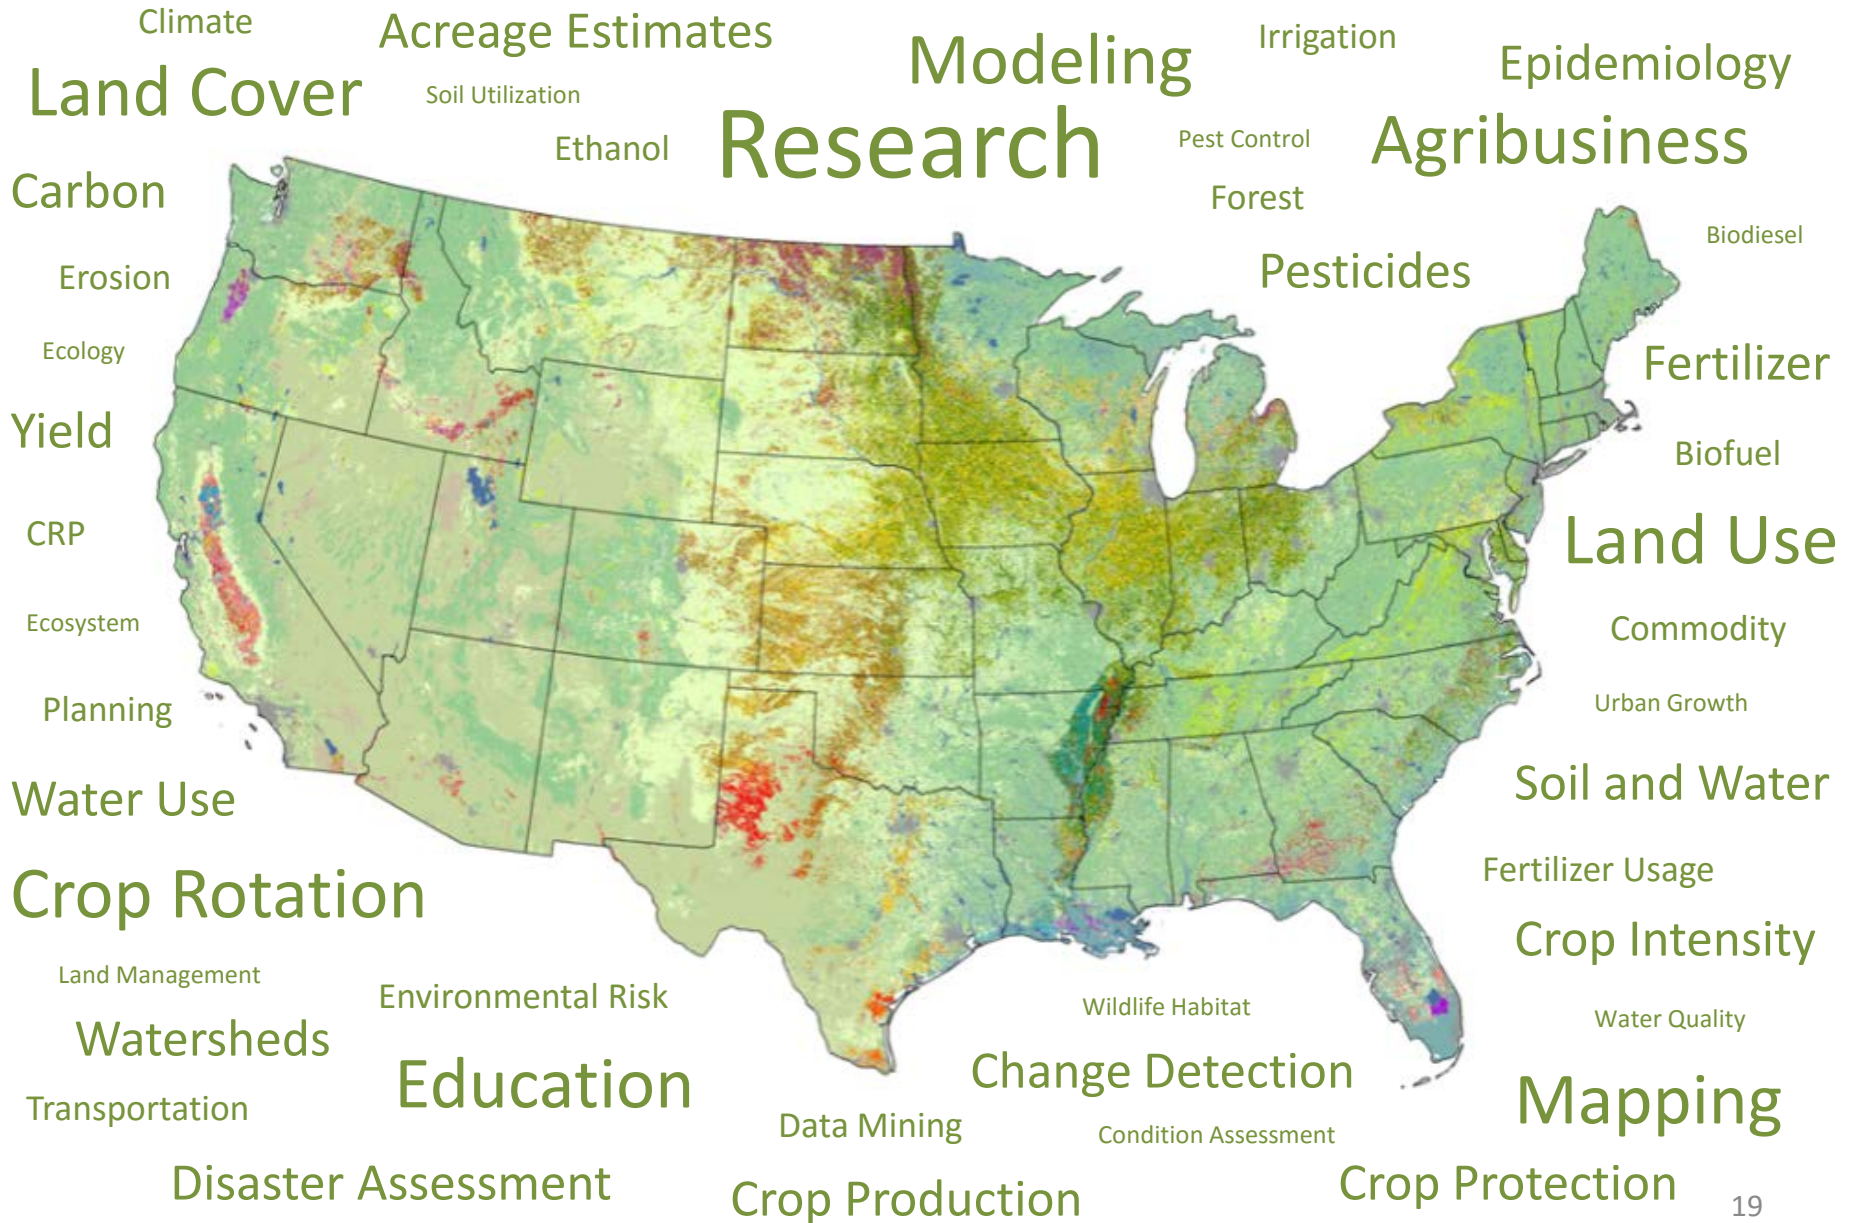 Climate
Acreage Estimates
Modeling
Irrigation
Epidemiology
Land Cover
Soil Utilization
Research
Pest Control
Agribusiness
Ethanol
Carbon
Forest
Biodiesel
Erosion
Pesticides
Ecology
Fertilizer
Yield
Biofuel
CRP
Land Use
Ecosystem
Commodity
Planning
Urban Growth
Water Use
Soil and Water
Crop Rotation
Fertilizer Usage
Crop Intensity
Land Management
Environmental Risk
Wildlife Habitat
Water Quality
Watersheds
Education
Change Detection
Mapping
Transportation
Data Mining
Condition Assessment
Disaster Assessment
Crop Production
Crop Protection
19